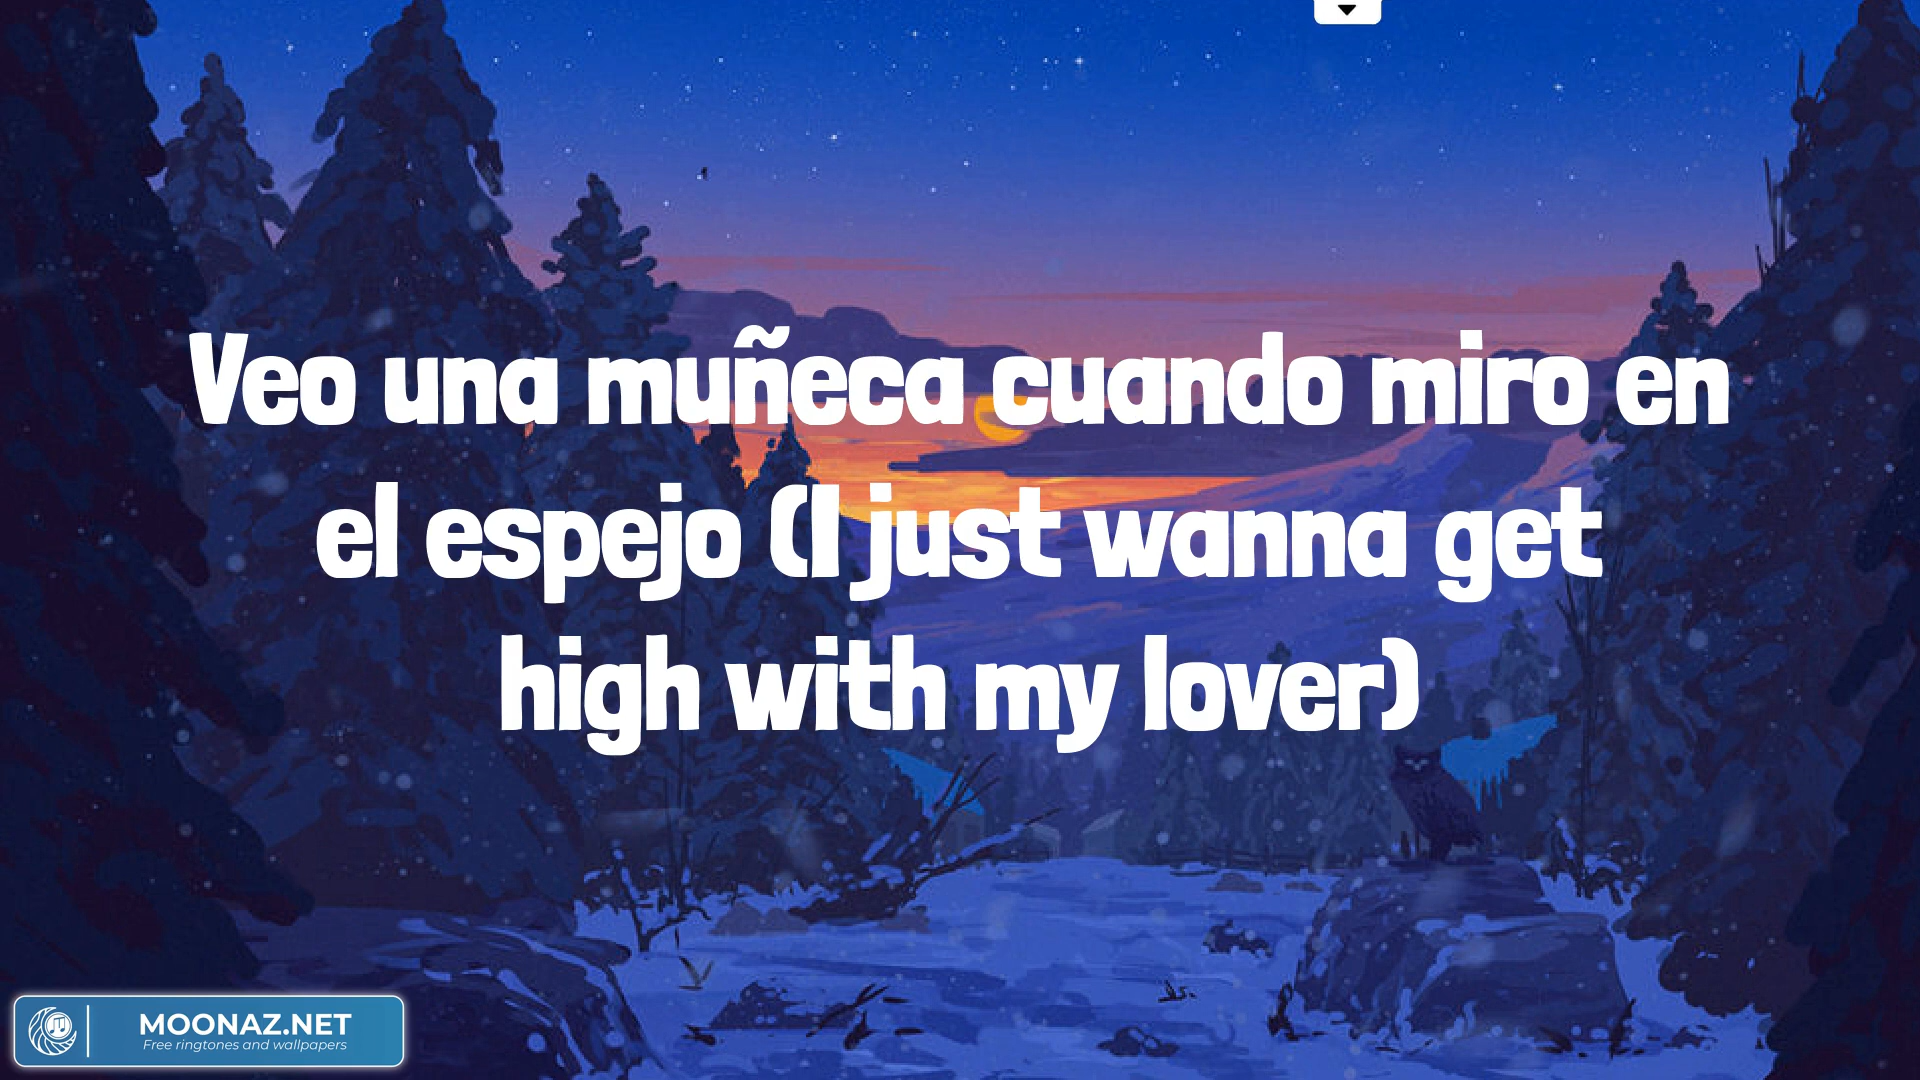 Veo una muñeca cuando miro en
el espejo (I just wanna get
high with my lover)
MOONAZ.NET
Free ringtones and wallpapers